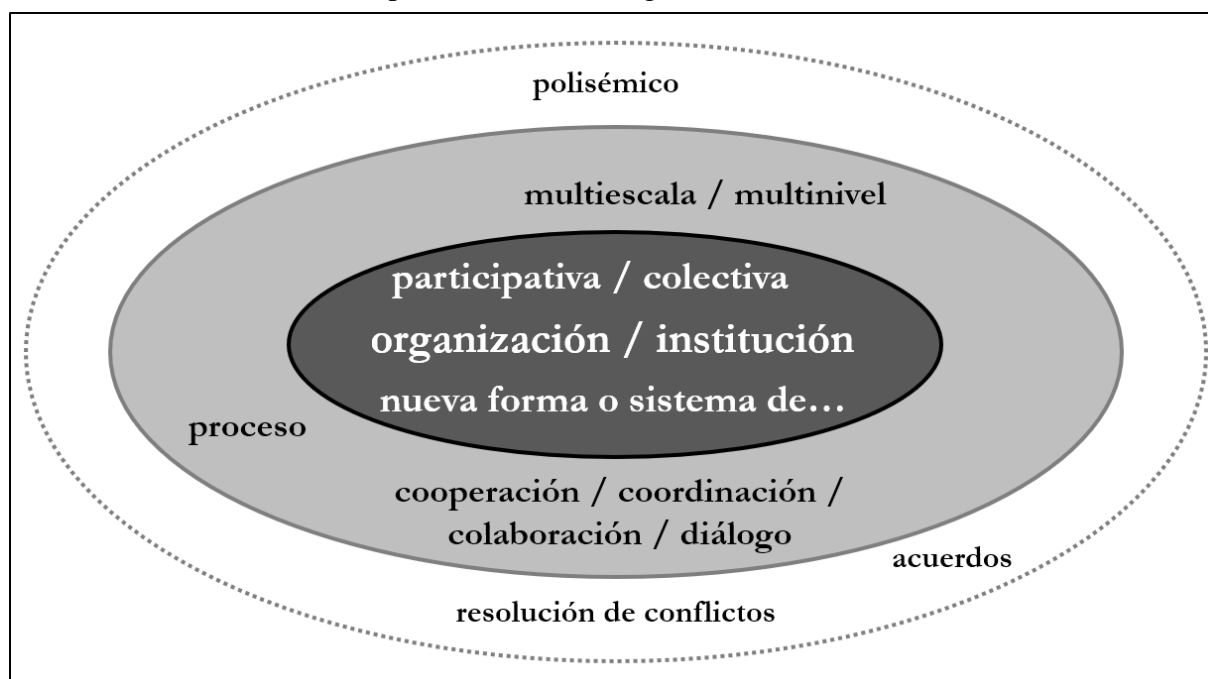 polisémico
multiescala / multinivel
participativa / colectiva
organización / institución
nueva forma o sistema de…
proceso
cooperación / coordinación /
colaboración / diálogo
acuerdos
resolución de conflictos